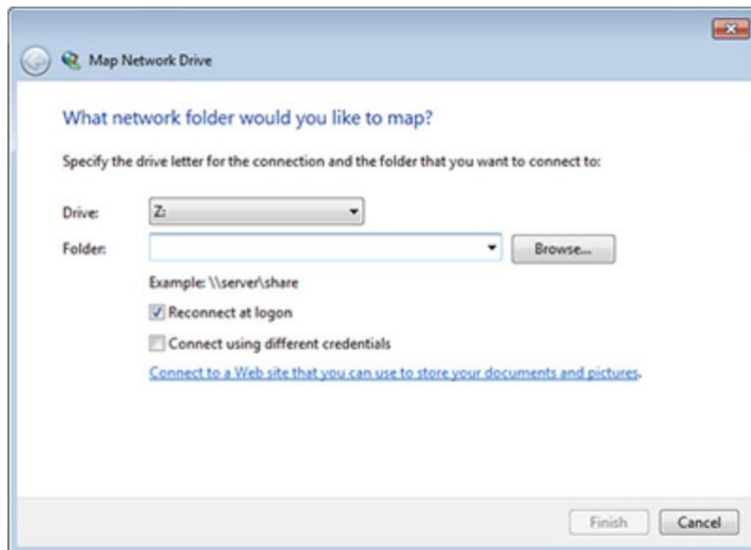 Map Network Drive
What network folder would you like to map?
Specify the drive letter for the connection and the folder that you want to connect to:
Drive: Z:
Folder: Browse...
Example: \\server\share
Reconnect at logon
Connect using different credentials
Connect to a Web site that you can use to store your documents and pictures.
Finish Cancel